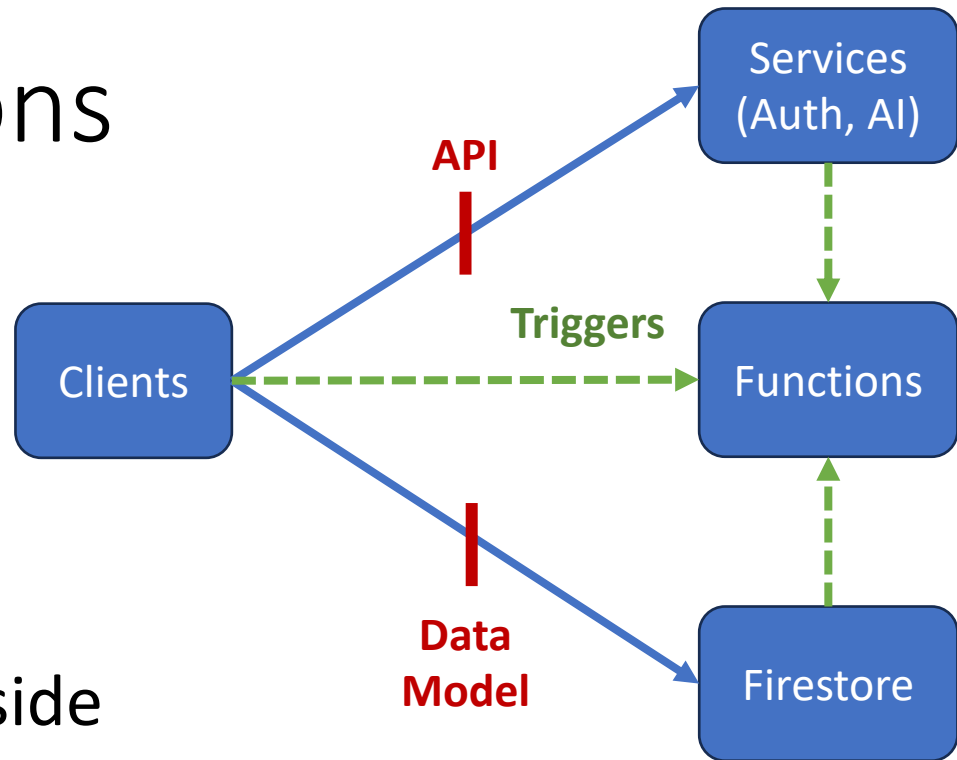 ons
Services
(Auth, AI)
API
Triggers
Clients
Functions
Data
Model
Firestore
side